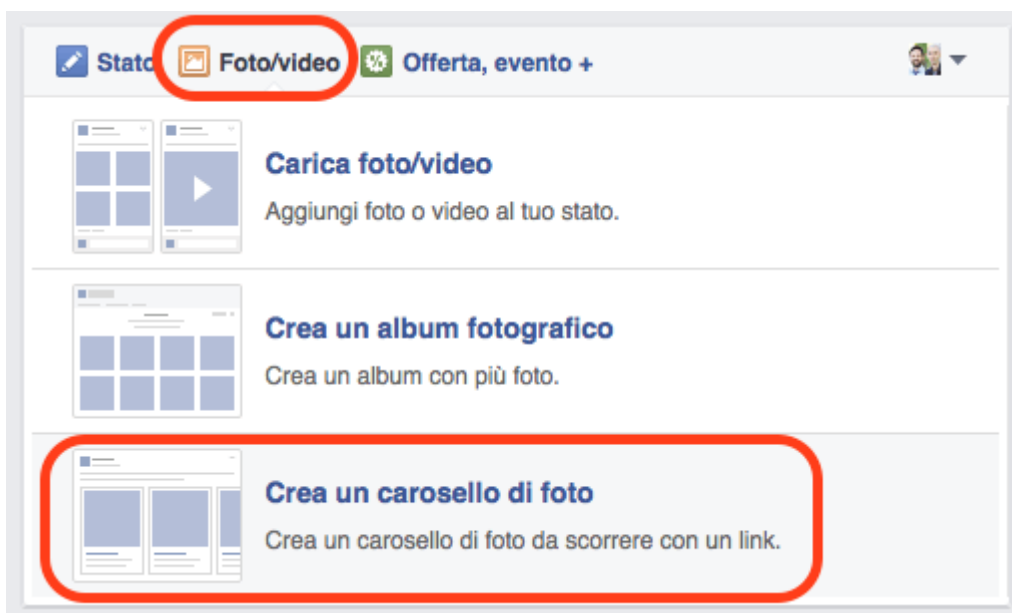 Stato Foto/video Offerta, evento +
Carica foto/video
Aggiungi foto o video al tuo stato.
Crea un album fotografico
Crea un album con più foto.
Crea un carosello di foto
Crea un carosello di foto da scorrere con un link.